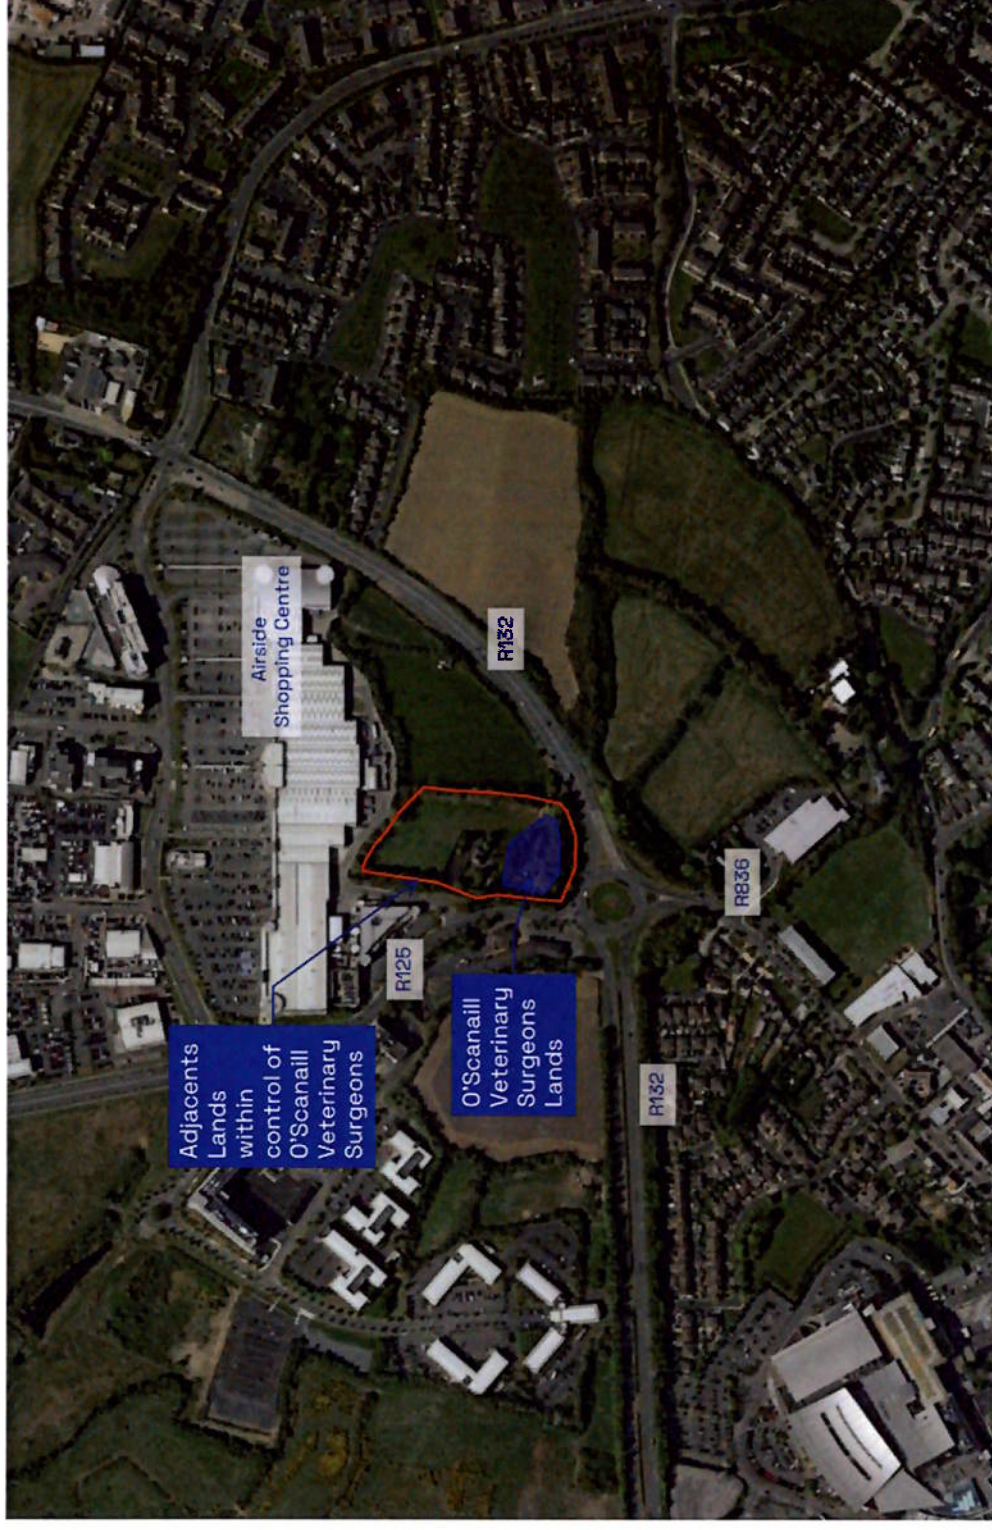 Adjacents
Lands
within
control of
O'Scanaill
Veterinary
Surgeons
O'Scanaill
Veterinary
Surgeons
Lands
R125
R132
Airside
Shopping Centre
R132
R836